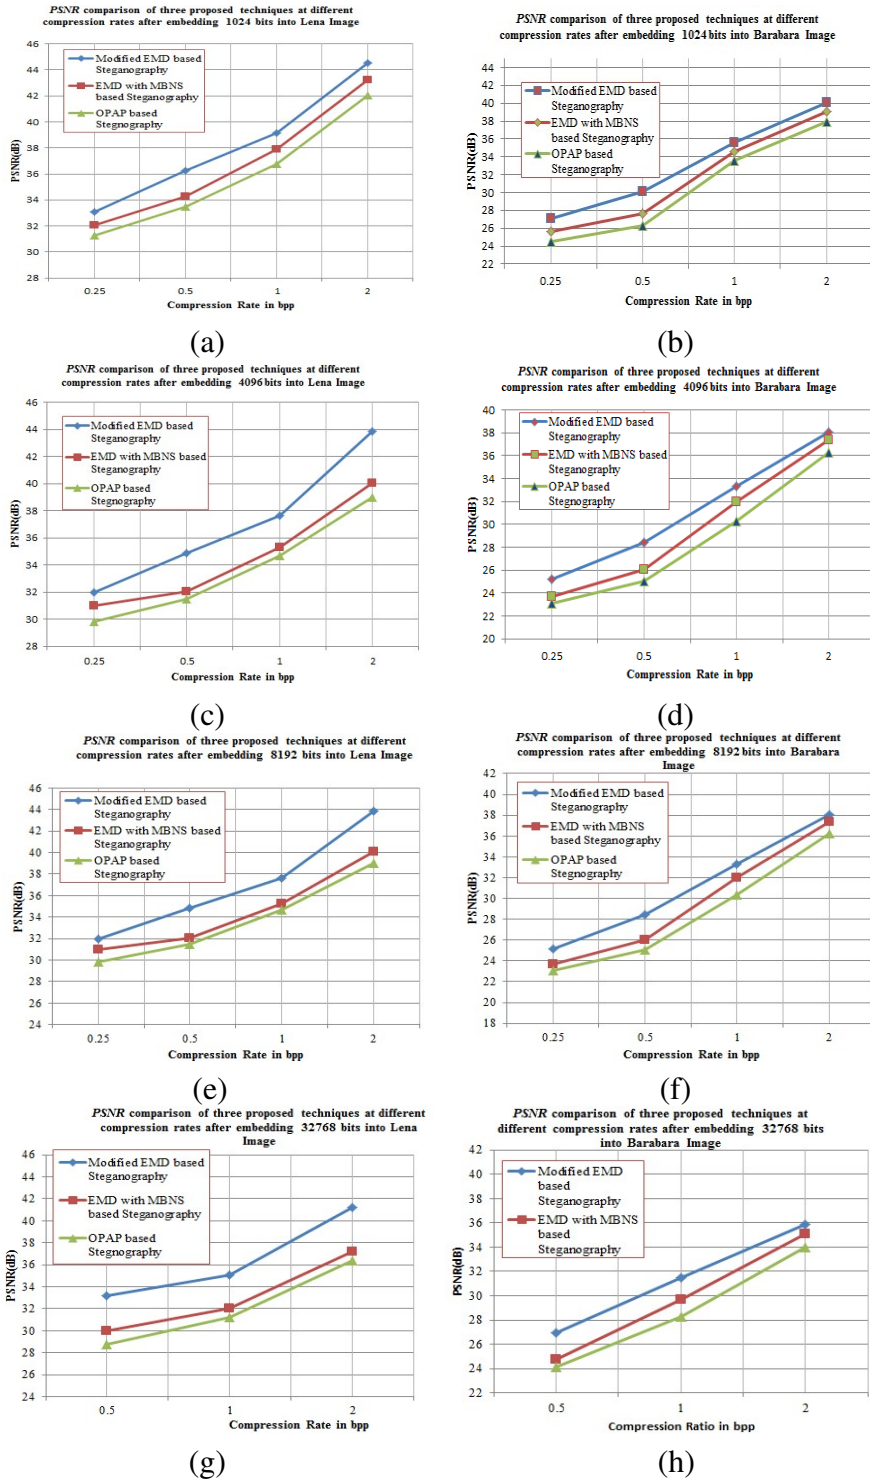 PSNR comparison of three proposed techniques at different
compression rates after embedding 1024 bits into Lena Image
46
44
42
40
38
36
34
32
30
28
PSNR(dB)
Modified EMD based
Steganography
EMD with MBNS
based Steganography
OPAP based
Stegnography
0.25 0.5 1 2
Compression Rate in bpp
(a)
PSNR comparison of three proposed techniques at different
compression rates after embedding 1024 bits into Barabara Image
44
42
40
38
36
34
32
30
28
26
24
22
PSNR(dB)
Modified EMD based
Steganography
EMD with MBNS
based Steganography
OPAP based
Steganography
0.25 0.5 1 2
Compression Rate in bpp
(b)
PSNR comparison of three proposed techniques at different
compression rates after embedding 4096 bits into Lena Image
46
44
42
40
38
36
34
32
30
28
PSNR(dB)
Modified EMD based
Steganography
EMD with MBNS based
Steganography
OPAP based
Stegnography
0.25 0.5 1 2
Compression Rate in bpp
(c)
PSNR comparison of three proposed techniques at different
compression rates after embedding 4096 bits into Barabara Image
40
38
36
34
32
30
28
26
24
22
20
PSNR(dB)
Modified EMD based
Steganography
EMD with MBNS based
Steganography
OPAP based
Steganography
0.25 0.5 1 2
Compression Rate in bpp
(d)
PSNR comparison of three proposed techniques at different
compression rates after embedding 8192 bits into Lena Image
46
44
42
40
38
36
34
32
30
28
26
24
PSNR(dB)
Modified EMD based
Steganography
EMD with MBNS based
Steganography
OPAP based
Stegnography
0.25 0.5 1 2
Compression Rate in bpp
(e)
PSNR comparison of three proposed techniques at different
compression rates after embedding 8192 bits into Barabara
Image
42
40
38
36
34
32
30
28
26
24
22
20
18
PSNR(dB)
Modified EMD based
Steganography
EMD with MBNS
based Steganography
OPAP based
Stegnography
0.25 0.5 1 2
Compression Rate in bpp
(f)
PSNR comparison of three proposed techniques at different
compression rates after embedding 32768 bits into Lena
Image
46
44
42
40
38
36
34
32
30
28
26
24
PSNR(dB)
Modified EMD based
Steganography
EMD with MBNS
based Steganography
OPAP based
Stegnography
0.5 1 2
Compression Rate in bpp
(g)
PSNR comparison of three proposed techniques at
different compression rates after embedding 32768 bits
into Barabara Image
42
40
38
36
34
32
30
28
26
24
22
PSNR(dB)
Modified EMD
based
Steganography
EMD with MBNS
based
Steganography
0.5 1 2
Compression Ratio in bpp
(h)